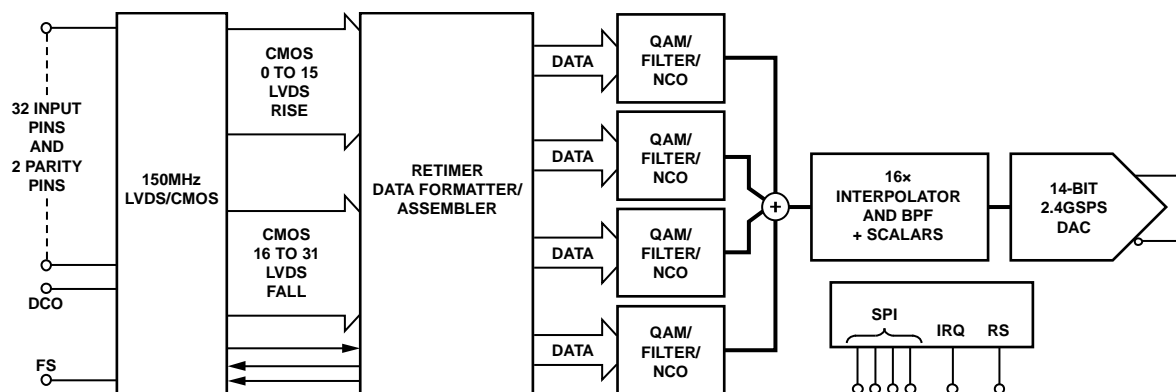 32 INPUT
PINS
AND
2 PARITY
PINS
DCO
FS
150MHz
LVDS/CMOS
CMOS
0 TO 15
LVDS
RISE
CMOS
16 TO 31
LVDS
FALL
RETIMER
DATA FORMATTER/
ASSEMBLER
DATA
DATA
DATA
DATA
QAM/
FILTER/
NCO
QAM/
FILTER/
NCO
QAM/
FILTER/
NCO
QAM/
FILTER/
NCO
+
16×
INTERPOLATOR
AND BPF
+ SCALARS
14-BIT
2.4GSPS
DAC
SPI
IRQ
RS